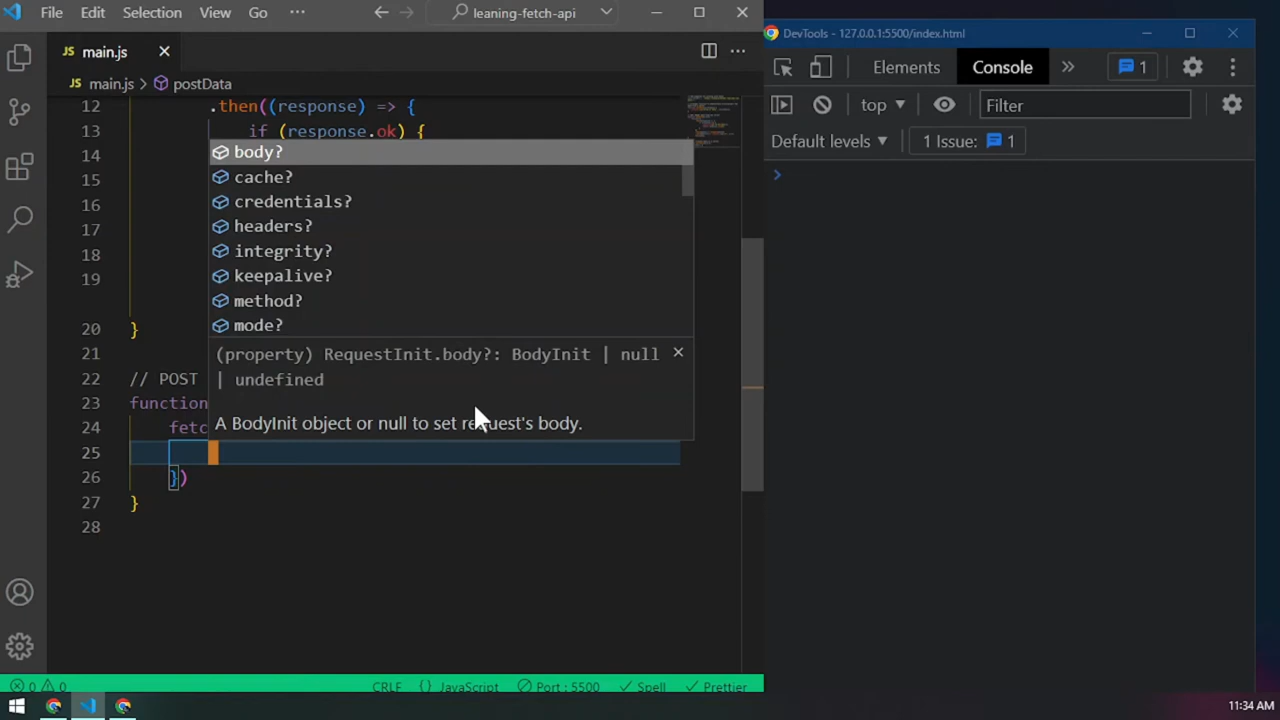 File Edit Selection View Go ··· leaning-fetch-api
main.js
main.js > postData
12 .then((response) => {
13 if (response.ok) {
14
15
16
17
18
19
20 }
21
22 // POST
23 function
24 fetc
25
26 })
27 }
28
body?
cache?
credentials?
headers?
integrity?
keepalive?
method?
mode?
(property) RequestInit.body?: BodyInit | null
| undefined
A BodyInit object or null to set request's body.
0 0 CRLF {} JavaScript Port : 5500 Spell Prettier
DevTools - 127.0.0.1:5500/index.html
Elements Console » 1
top Filter
Default levels 1 Issue: 1
>
11:34 AM